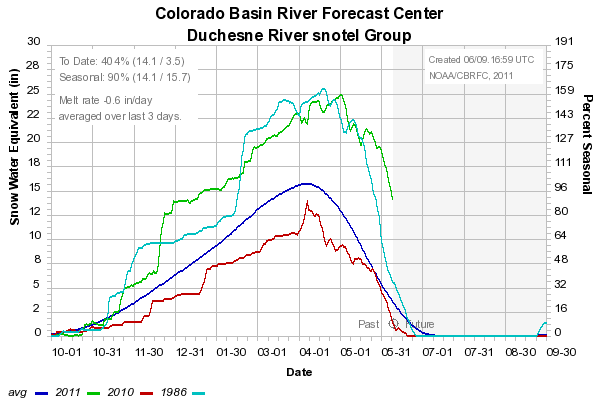 Colorado Basin River Forecast Center
Duchesne River snotel Group
30 191
28 175
25 159
22 143
20 127
18 111
15 96
12 80
10 64
8 48
5 32
2 16
0 0
Snow Water Equivalent (in)
Percent Seasonal
To Date: 404% (14.1 / 3.5)
Seasonal: 90% (14.1 / 15.7)
Melt rate -0.6 in/day
averaged over last 3 days.
Created 06/09.16:59 UTC
NOAA/CBRFC, 2011
Past Future
10-01 10-31 11-30 12-31 01-30 03-01 04-01 05-01 05-31 07-01 07-31 08-30 09-30
Date
avg 2011 2010 1986